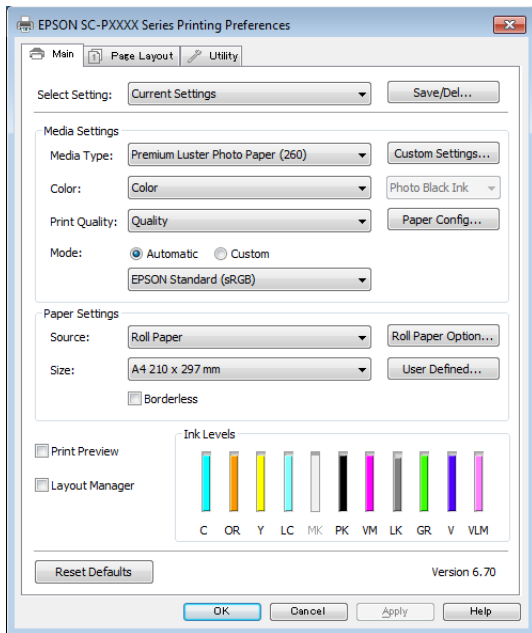 EPSON SC-PXXXX Series Printing Preferences
Main Page Layout Utility
Select Setting: Current Settings Save/Del...
Media Settings
Media Type: Premium Luster Photo Paper (260) Custom Settings...
Color: Color Photo Black Ink
Print Quality: Quality Paper Config...
Mode: Automatic Custom
EPSON Standard (sRGB)
Paper Settings
Source: Roll Paper Roll Paper Option...
Size: A4 210 x 297 mm User Defined...
Borderless
Ink Levels
Print Preview
Layout Manager
C OR Y LC MK PK VM LK GR V VLM
Reset Defaults Version 6.70
OK Cancel Apply Help